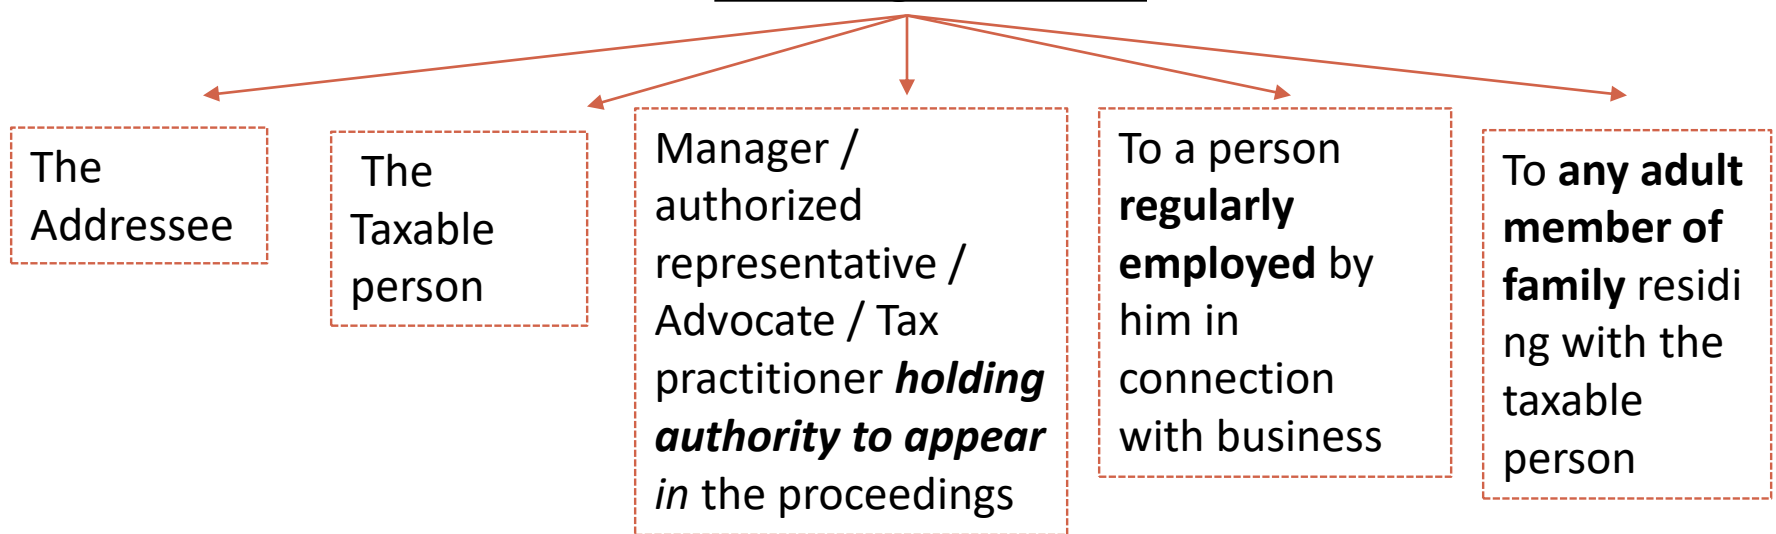 The
Addressee
The
Taxable
person
Manager /
authorized
representative /
Advocate / Tax
practitioner holding
authority to appear
in the proceedings
To a person
regularly
employed by
him in
connection
with business
To any adult
member of
family residi
ng with the
taxable
person